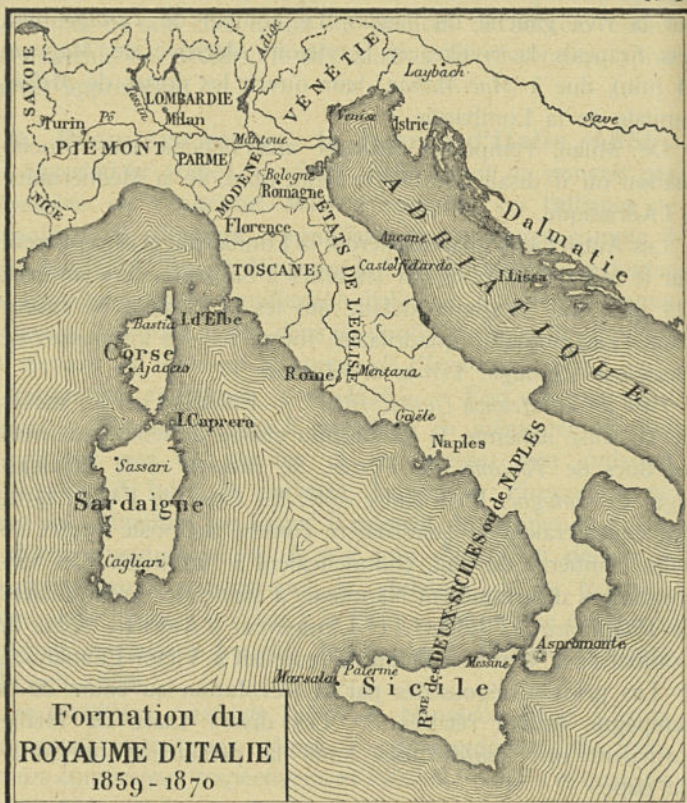 SAVOIE
Adige
VÉNÉTIE
Laybach
Save
Tessin
LOMBARDIE
Milan
Turin
Pô
Mantoue
Venise
Istrie
PIÉMONT
PARME
MODÈNE
Bologne
Romagne
NICE
Florence
TOSCANE
ÉTATS DE L'ÉGLISE
Ancone
Castelfidardo
ADRIATIQUE
Dalmatie
I.Lissa
Bastia
I.d'Elbe
Corse
Ajaccio
Rome
Mentana
I.Caprera
Gaëte
Naples
Sassari
Sardaigne
Cagliari
RME des DEUX-SICILES ou de NAPLES
Aspromonte
Marsala
Palerme
Messine
Sicile
Formation du
ROYAUME D'ITALIE
1859-1870